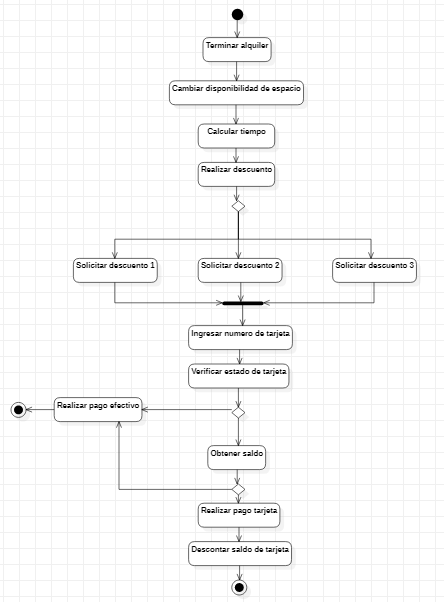 Terminar alquiler
Cambiar disponibilidad de espacio
Calcular tiempo
Realizar descuento
Solicitar descuento 1
Solicitar descuento 2
Solicitar descuento 3
Ingresar numero de tarjeta
Verificar estado de tarjeta
Realizar pago efectivo
Obtener saldo
Realizar pago tarjeta
Descontar saldo de tarjeta